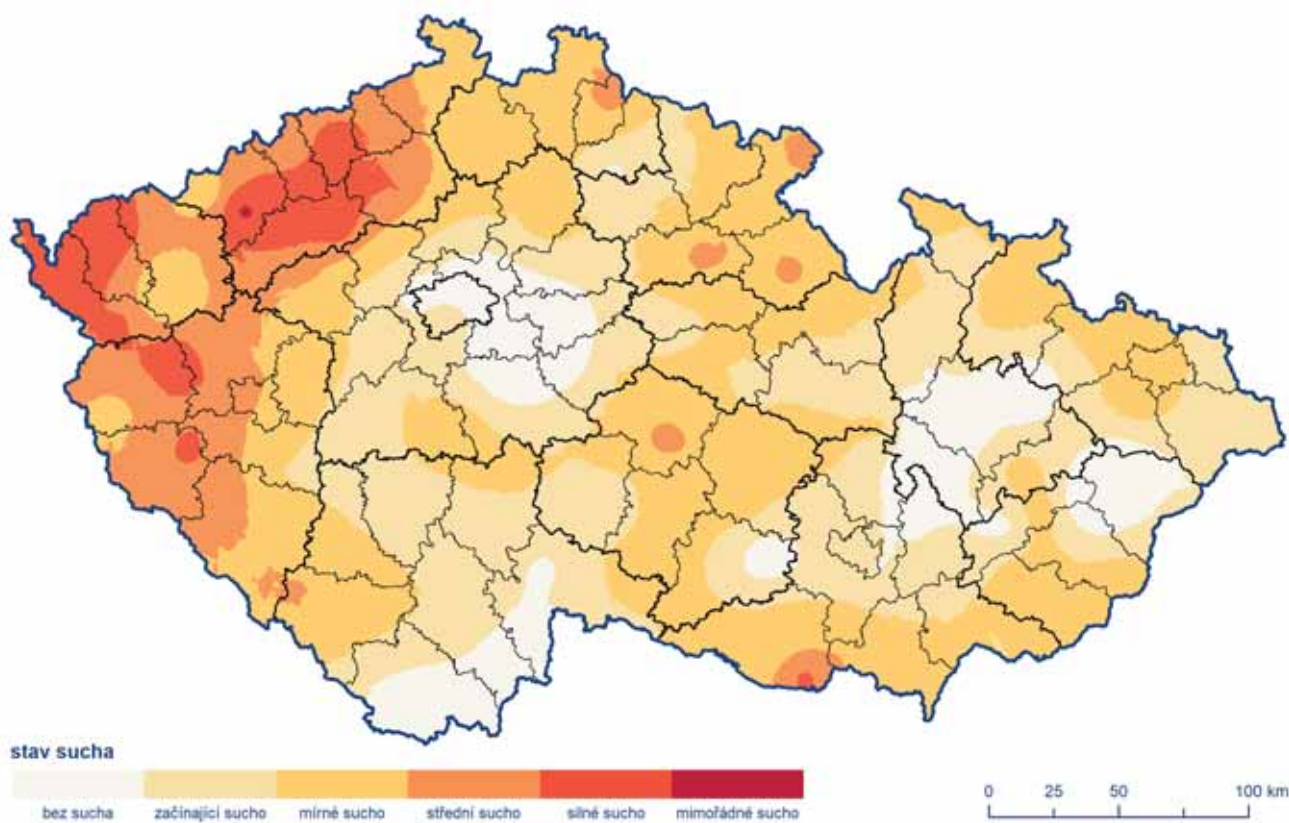 stav sucha
bez sucha začínající sucho mírné sucho střední sucho silné sucho mimořádné sucho
0 25 50 100 km